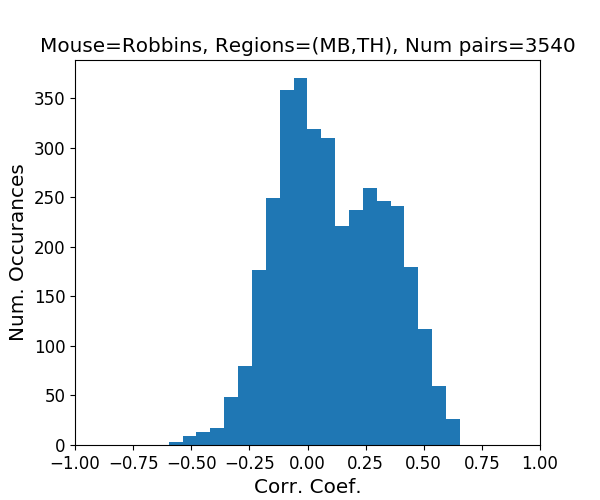 Mouse=Robbins, Regions=(MB,TH), Num pairs=3540
350
300
250
200
150
100
50
0
Num. Occurances
−1.00 −0.75 −0.50 −0.25 0.00 0.25 0.50 0.75 1.00
Corr. Coef.